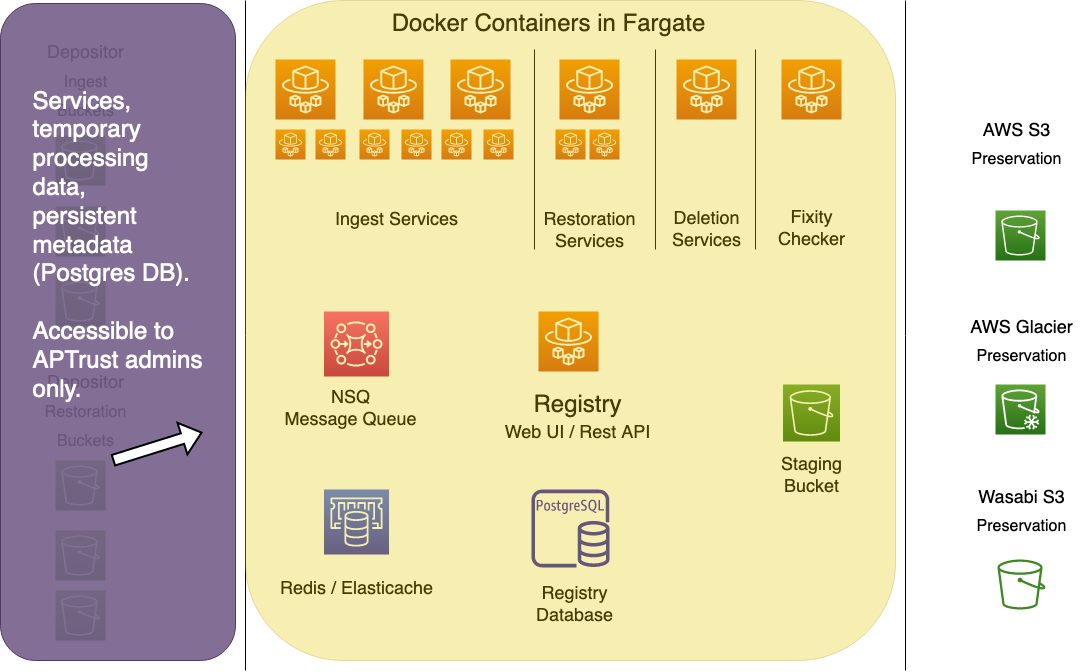 Docker Containers in Fargate
Depositor
Ingest
Buckets
Services,
temporary
processing
data,
persistent
metadata
(Postgres DB).
Accessible to
APTrust admins
only.
Depositor
Restoration
Buckets
Ingest Services
Restoration
Services
Deletion
Services
Fixity
Checker
NSQ
Message Queue
Registry
Web UI / Rest API
Staging
Bucket
Redis / Elasticache
PostgreSQL
Registry
Database
AWS S3
Preservation
AWS Glacier
Preservation
Wasabi S3
Preservation